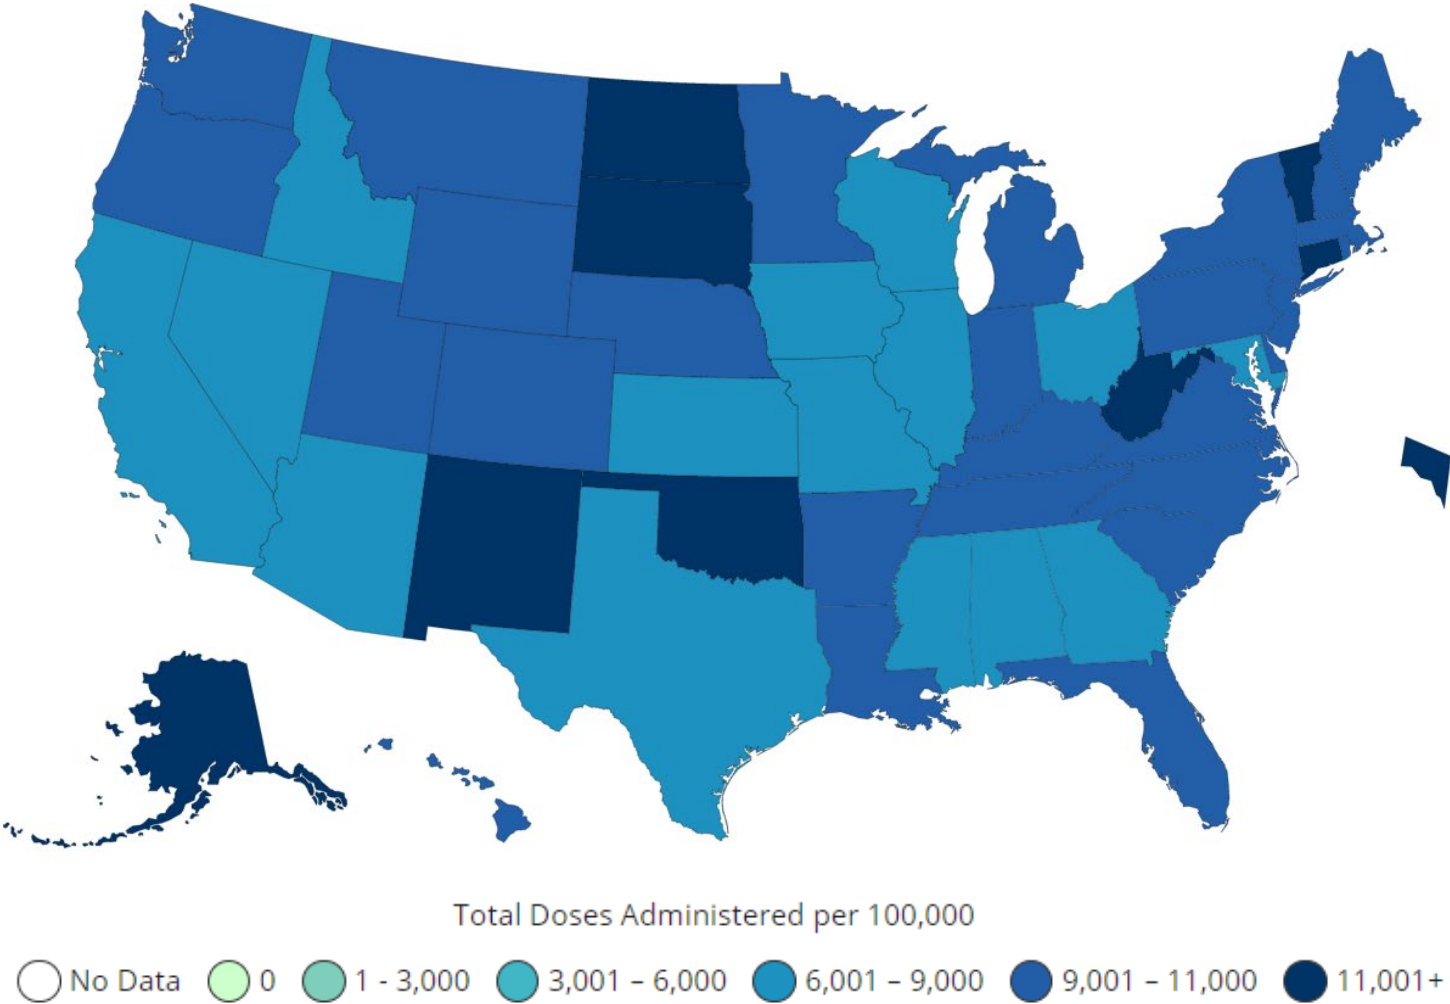 Total Doses Administered per 100,000
No Data 0 1 - 3,000 3,001 – 6,000 6,001 – 9,000 9,001 – 11,000 11,001+